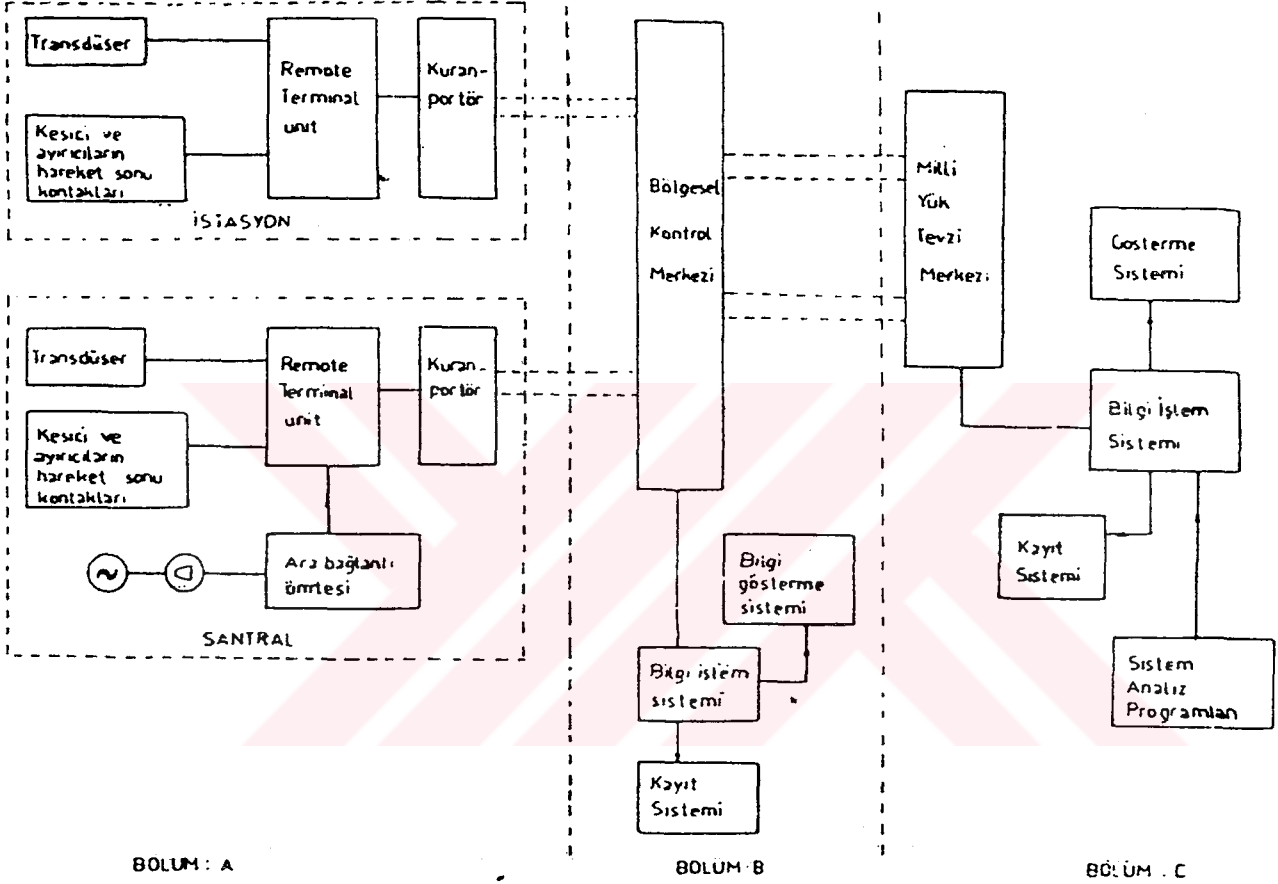 Transdüser
Kesici ve
ayırıcıların
hareket sonu
kontakları
Remote
Terminal
unit
Kuran-
portör
İSTASYON
Transdüser
Kesici ve
ayırıcıların
hareket sonu
kontakları
Remote
Terminal
unit
Kuran-
portör
Ara bağlantı
ünitesi
SANTRAL
BÖLÜM : A
Bölgesel
Kontrol
Merkezi
Bilgi
gösterme
sistemi
Bilgi işlem
sistemi
Kayıt
Sistemi
BÖLÜM B
Milli
Yük
Tevzi
Merkezi
Gösterme
Sistemi
Bilgi İşlem
Sistemi
Kayıt
Sistemi
Sistem
Analiz
Programları
BÖLÜM . C